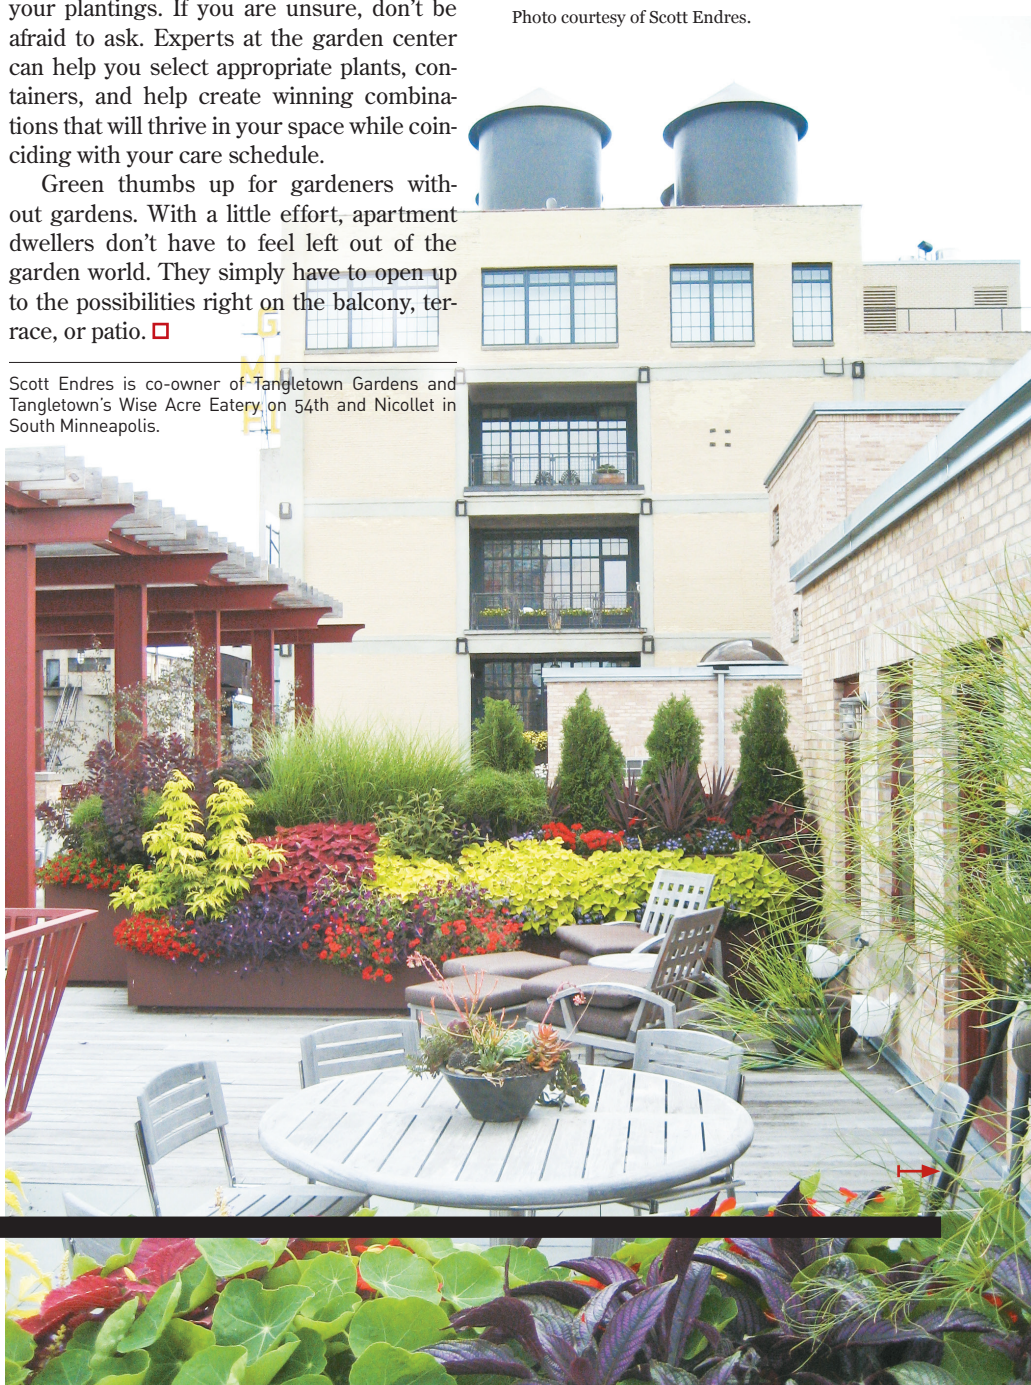 your plantings. If you are unsure, don’t be
afraid to ask. Experts at the garden center
can help you select appropriate plants, con-
tainers, and help create winning combina-
tions that will thrive in your space while coin-
ciding with your care schedule.
Green thumbs up for gardeners with-
out gardens. With a little effort, apartment
dwellers don’t have to feel left out of the
garden world. They simply have to open up
to the possibilities right on the balcony, ter-
race, or patio.
Scott Endres is co-owner of Tangletown Gardens and
Tangletown’s Wise Acre Eatery on 54th and Nicollet in
South Minneapolis.
Photo courtesy of Scott Endres.